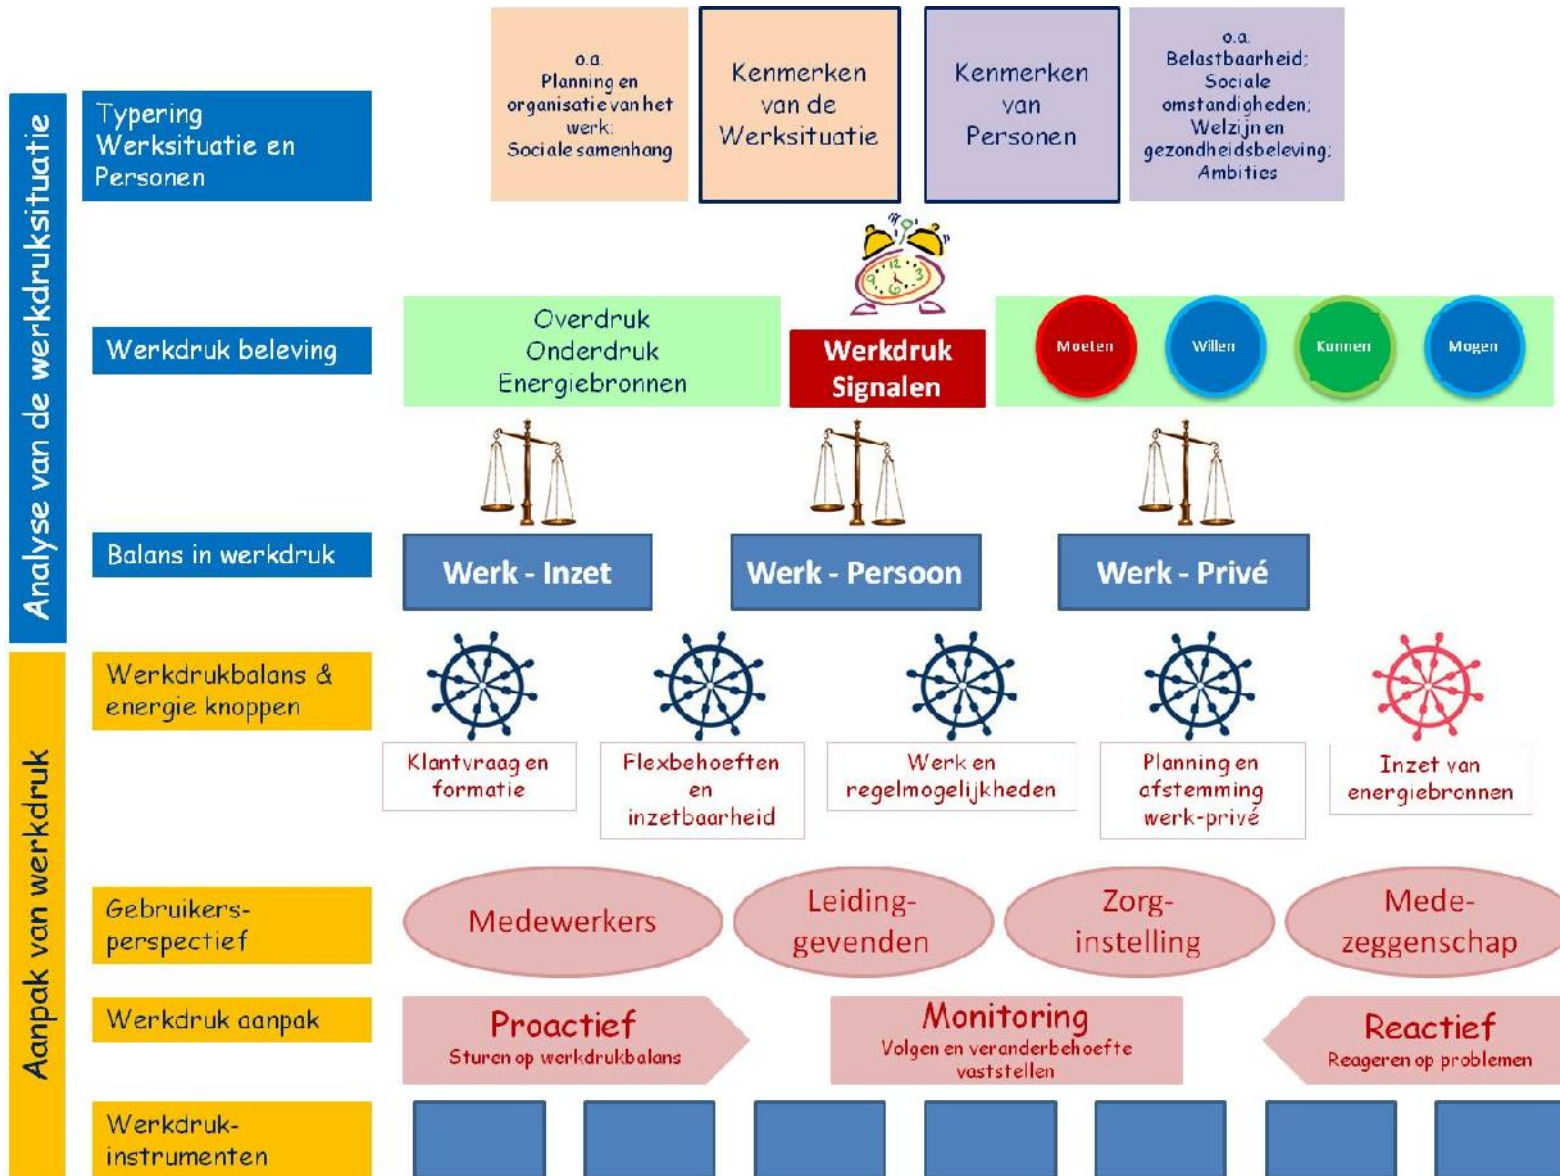 Analyse van de werkdruksituatie
Typering
Werksituatie en
Personen
o.a.
Planning en
organisatie van het
werk;
Sociale samenhang
Kenmerken
van de
Werksituatie
Kenmerken
van
Personen
o.a.
Belastbaarheid;
Sociale
omstandigheden;
Welzijn en
gezondheidsbeleving;
Ambities
12
3
6
9
Werkdruk beleving
Overdruk
Onderdruk
Energiebronnen
Werkdruk
Signalen
Moeten
Willen
Kunnen
Mogen
Balans in werkdruk
Werk - Inzet
Werk - Persoon
Werk - Privé
Aanpak van werkdruk
Werkdrukbalans &
energie knoppen
Klantvraag en
formatie
Flexbehoeften
en
inzetbaarheid
Werk en
regelmogelijkheden
Planning en
afstemming
werk-privé
Inzet van
energiebronnen
Gebruikers-
perspectief
Medewerkers
Leiding-
gevenden
Zorg-
instelling
Mede-
zeggenschap
Werkdruk aanpak
Proactief
Sturen op werkdrukbalans
Monitoring
Volgen en veranderbehoefte
vaststellen
Reactief
Reageren op problemen
Werkdruk-
instrumenten